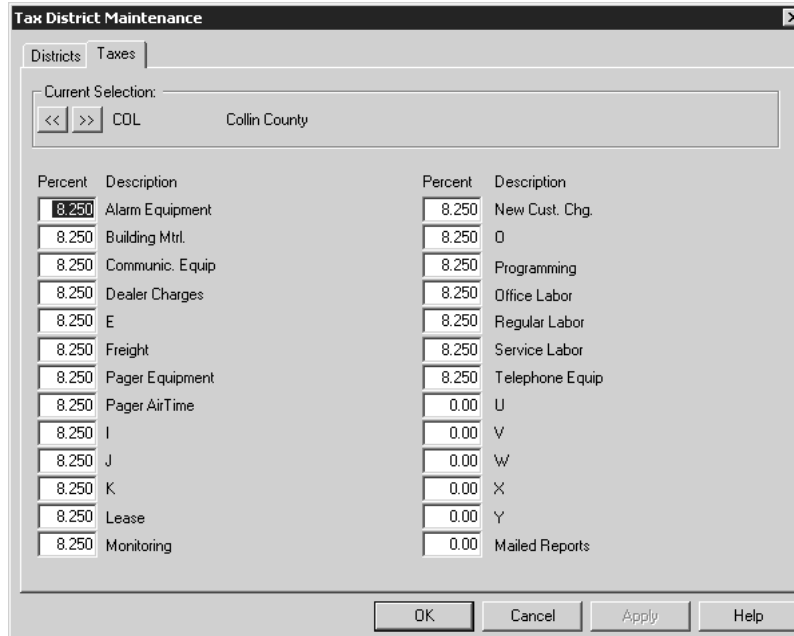 Tax District Maintenance
Districts Taxes
Current Selection:
<< >> COL Collin County
Percent Description
8.250 Alarm Equipment
8.250 Building Mtrl.
8.250 Communic. Equip
8.250 Dealer Charges
8.250 E
8.250 Freight
8.250 Pager Equipment
8.250 Pager AirTime
8.250 I
8.250 J
8.250 K
8.250 Lease
8.250 Monitoring
Percent Description
8.250 New Cust. Chg.
8.250 O
8.250 Programming
8.250 Office Labor
8.250 Regular Labor
8.250 Service Labor
8.250 Telephone Equip
0.00 U
0.00 V
0.00 W
0.00 X
0.00 Y
0.00 Mailed Reports
OK Cancel Apply Help